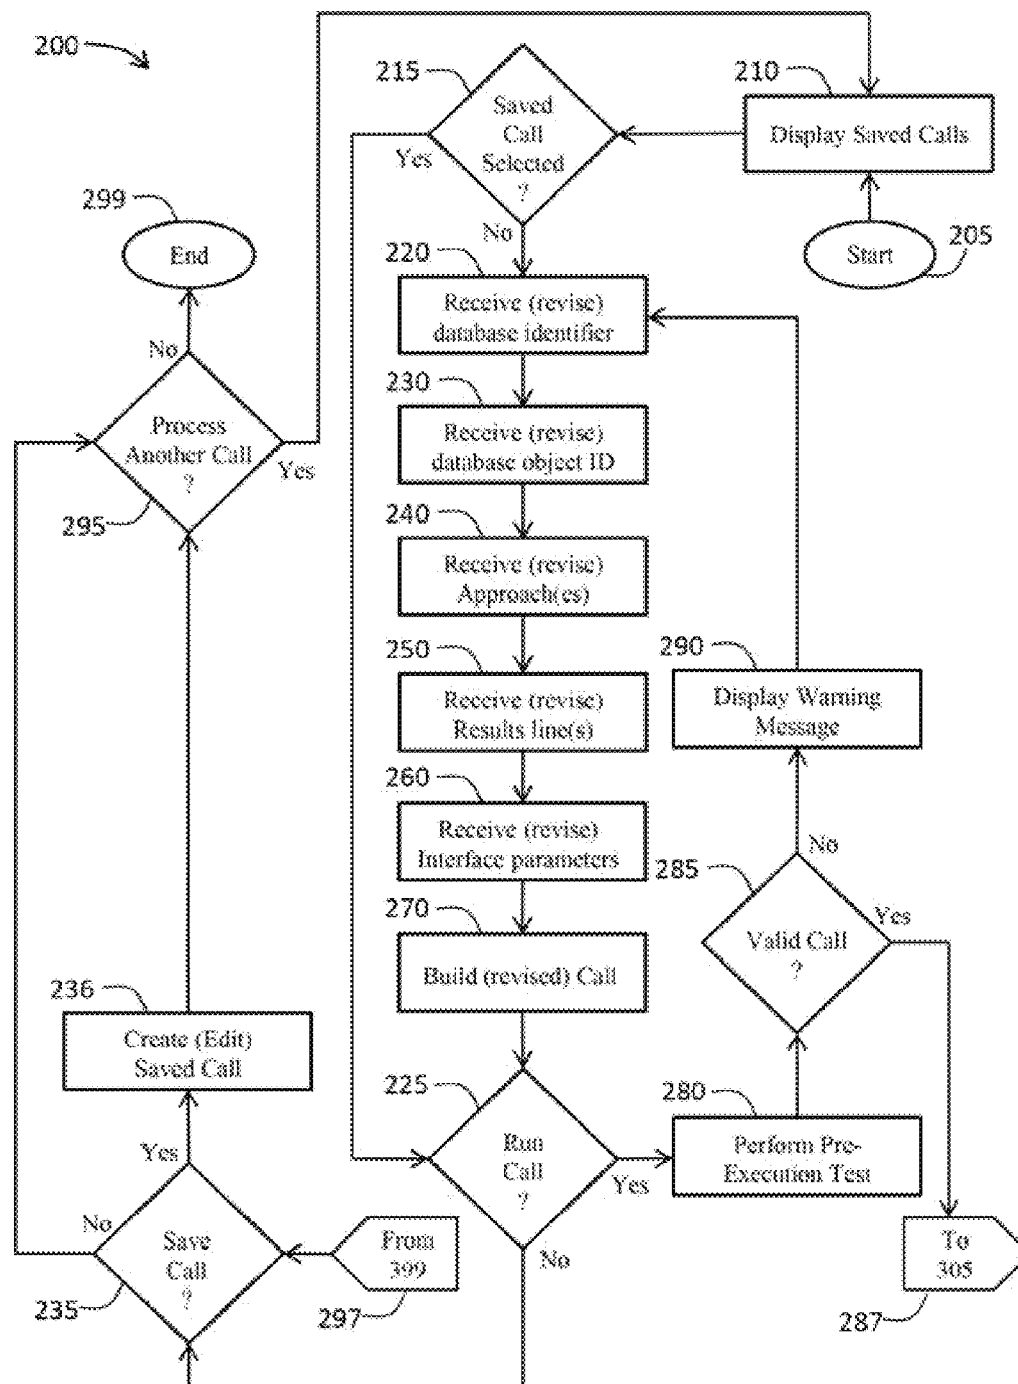 200
215
Saved
Call
Selected
?
Yes
No
210
Display Saved Calls
299
End
Start
205
220
Receive (revise)
database identifier
No
230
Receive (revise)
database object ID
Process
Another Call
?
Yes
295
240
Receive (revise)
Approach(es)
250
Receive (revise)
Results line(s)
290
Display Warning
Message
260
Receive (revise)
Interface parameters
No
285
Valid Call
?
Yes
270
Build (revised) Call
236
Create (Edit)
Saved Call
225
Run
Call
?
Yes
No
280
Perform Pre-
Execution Test
Yes
No
Save
Call
?
235
From
399
297
To
305
287